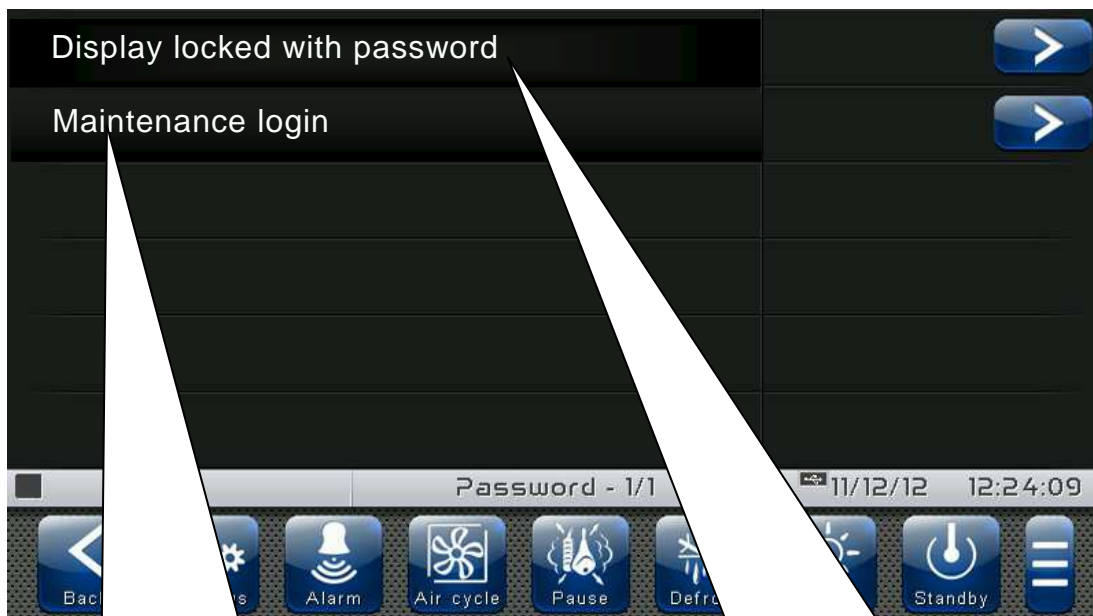 Display locked with password
Maintenance login
Password - 1/1
11/12/12 12:24:09
Alarm
Air cycle
Pause
Standby